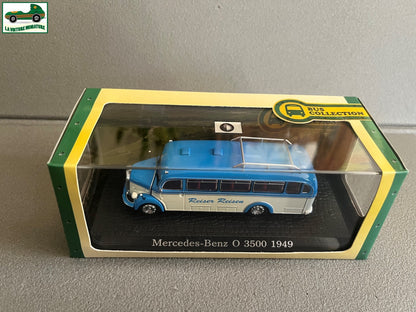 LA VOITURE MINIATURE
BUS
COLLECTION
Reiser Reisen
Mercedes-Benz O 3500 1949